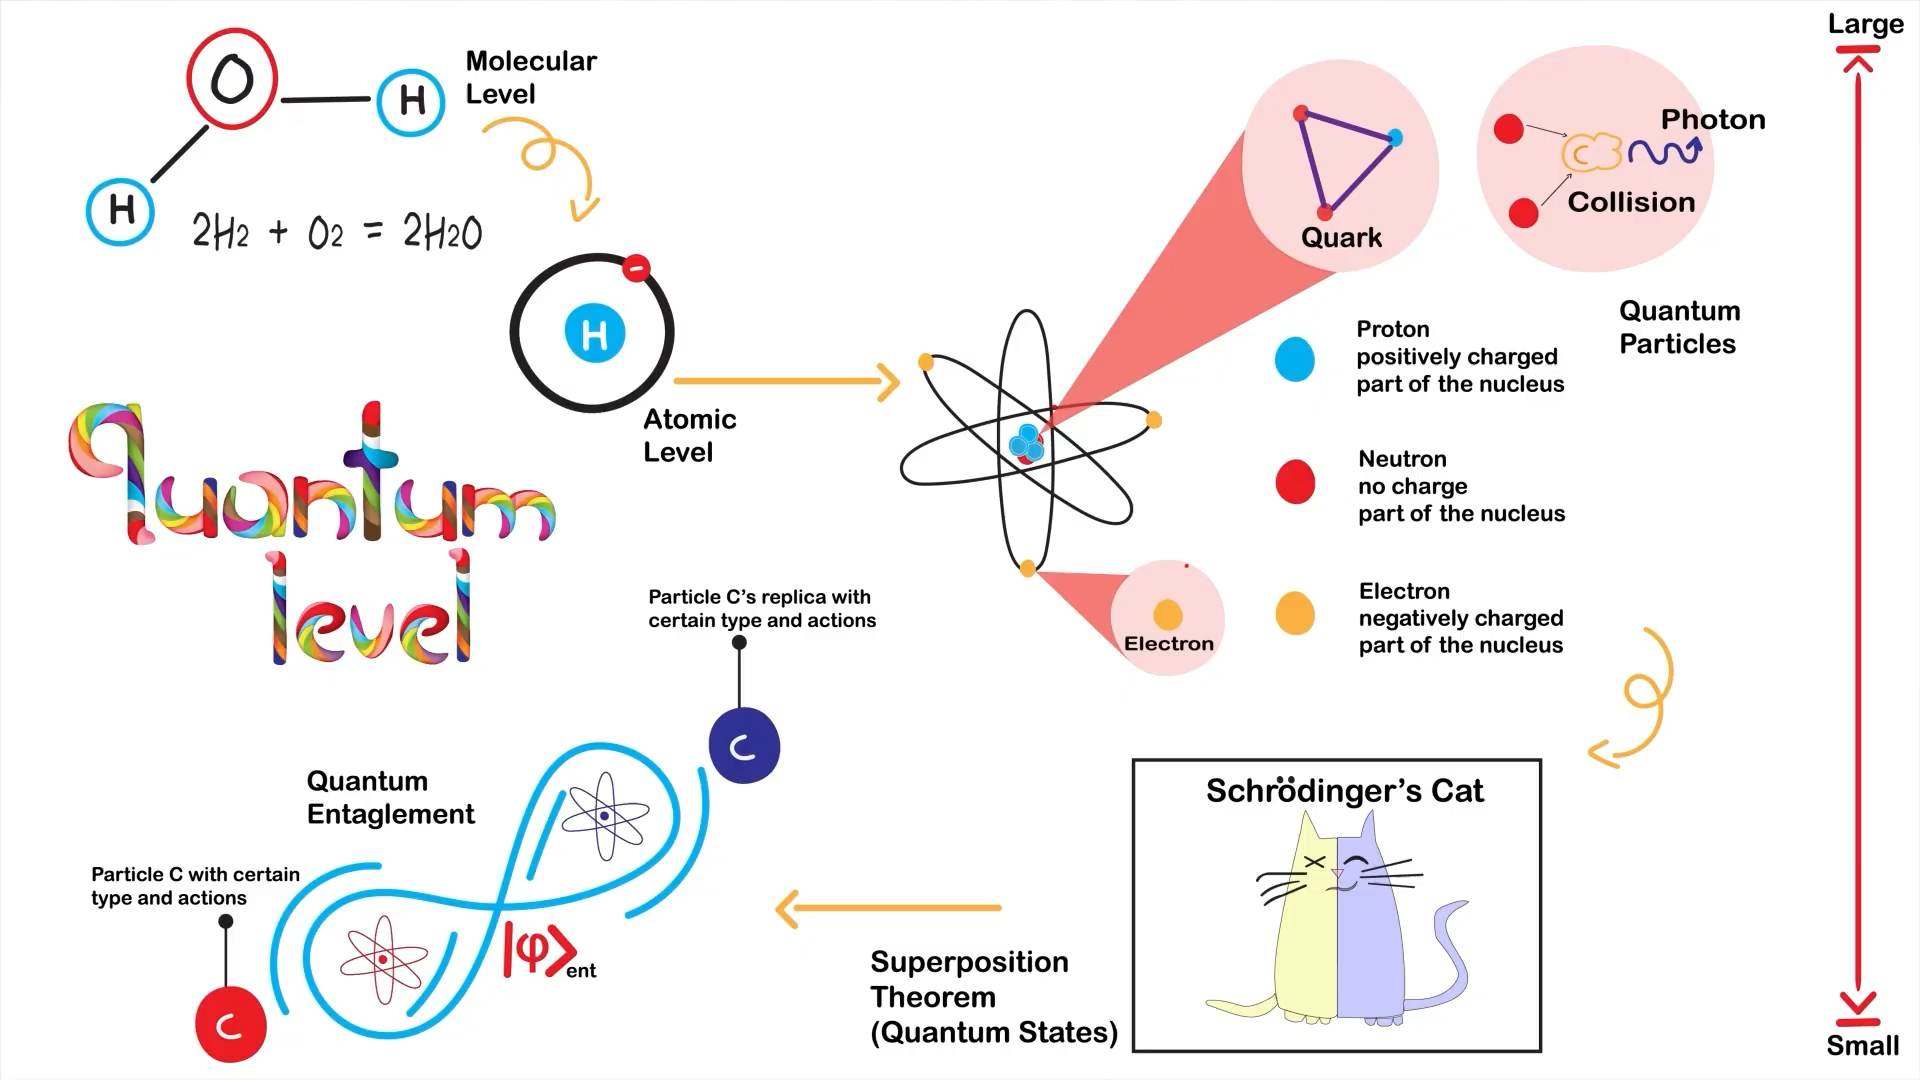 Large
O
H
H
Molecular
Level
2H2 + O2 = 2H2O
H
Atomic
Level
quantum
level
Quark
Photon
C
Collision
Quantum
Particles
Proton
positively charged
part of the nucleus
Neutron
no charge
part of the nucleus
Electron
negatively charged
part of the nucleus
Electron
Schrödinger's Cat
Superposition
Theorem
(Quantum States)
Particle C's replica with
certain type and actions
C
Quantum
Entaglement
Particle C with certain
type and actions
C
|φ>ent
Small